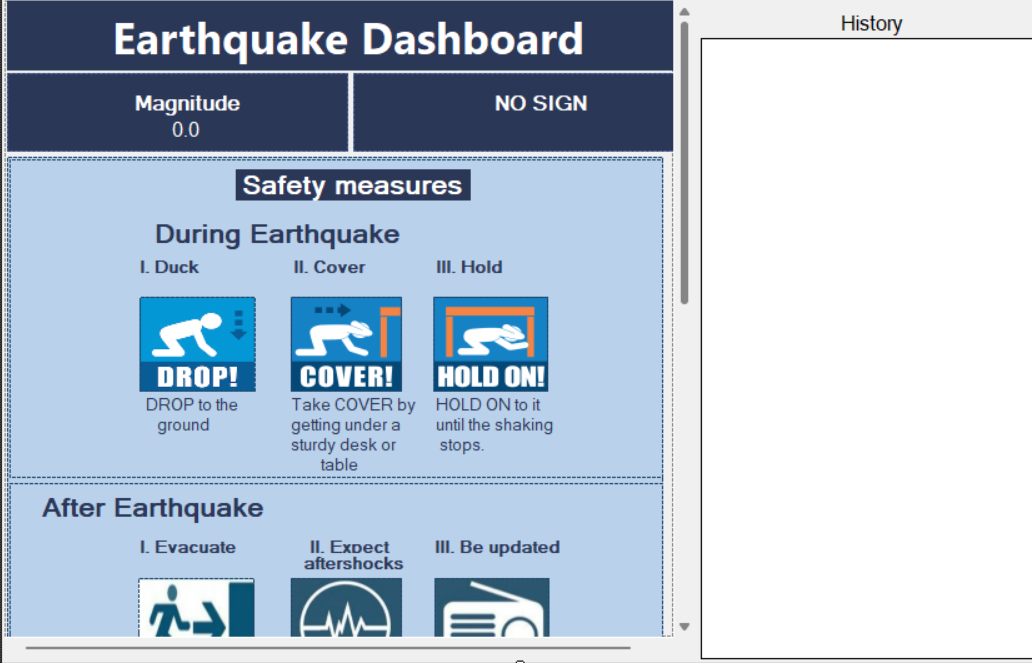 Earthquake Dashboard
History
Magnitude
0.0
NO SIGN
Safety measures
During Earthquake
I. Duck
II. Cover
III. Hold
DROP!
COVER!
HOLD ON!
DROP to the
ground
Take COVER by
getting under a
sturdy desk or
table
HOLD ON to it
until the shaking
stops.
After Earthquake
I. Evacuate
II. Expect
aftershocks
III. Be updated